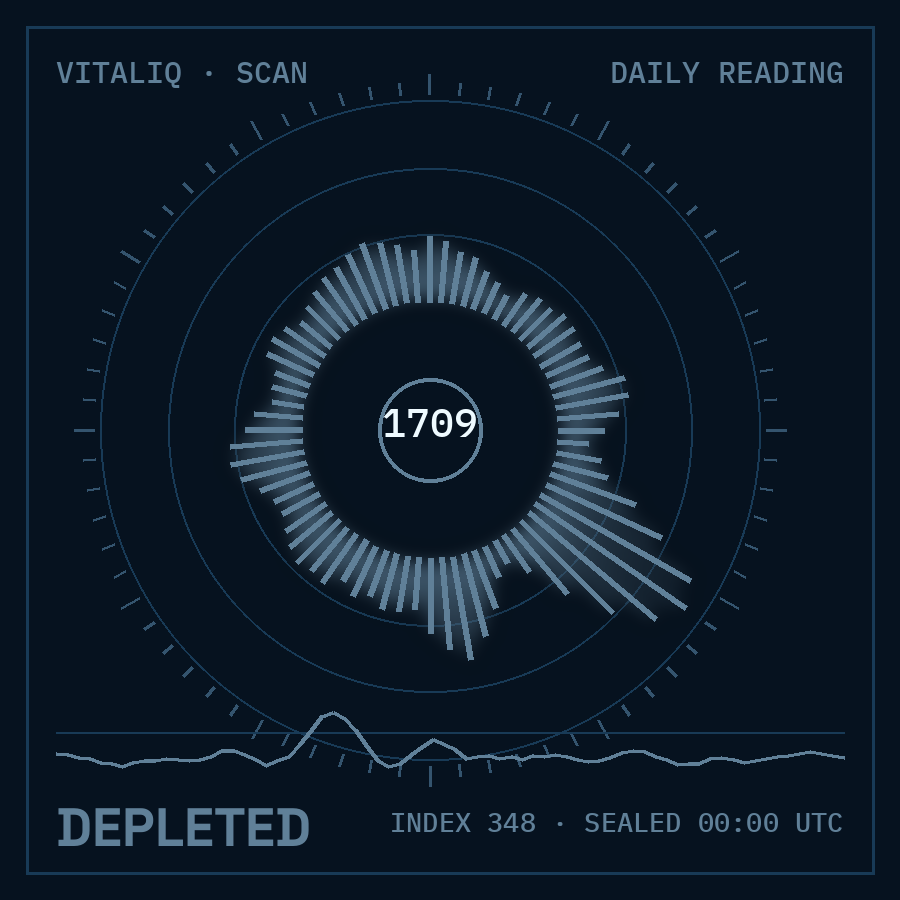 VITALIQ · SCAN
DAILY READING
1709
DEPLETED
INDEX 348 · SEALED 00:00 UTC